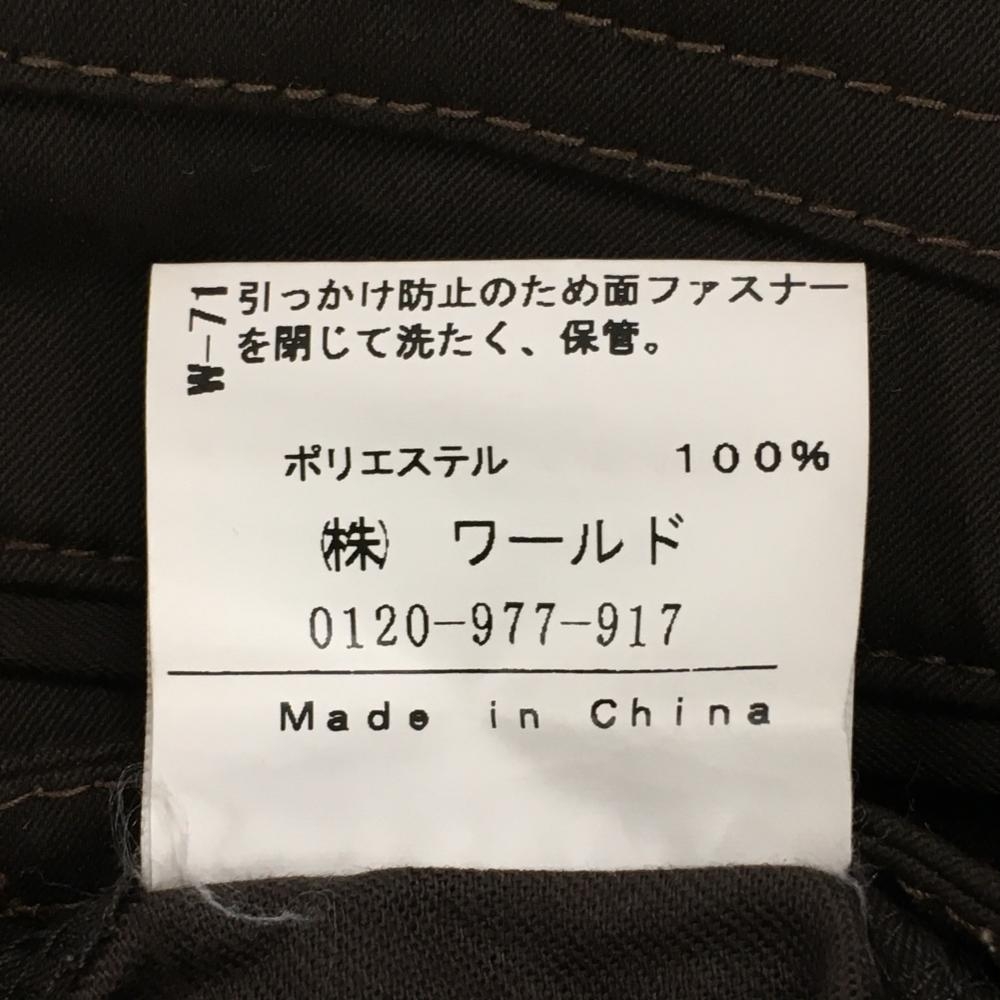 W-71
引っかけ防止のため面ファスナー
を閉じて洗たく、保管。
ポリエステル　100%
㈱ ワールド
0120-977-917
Made in China